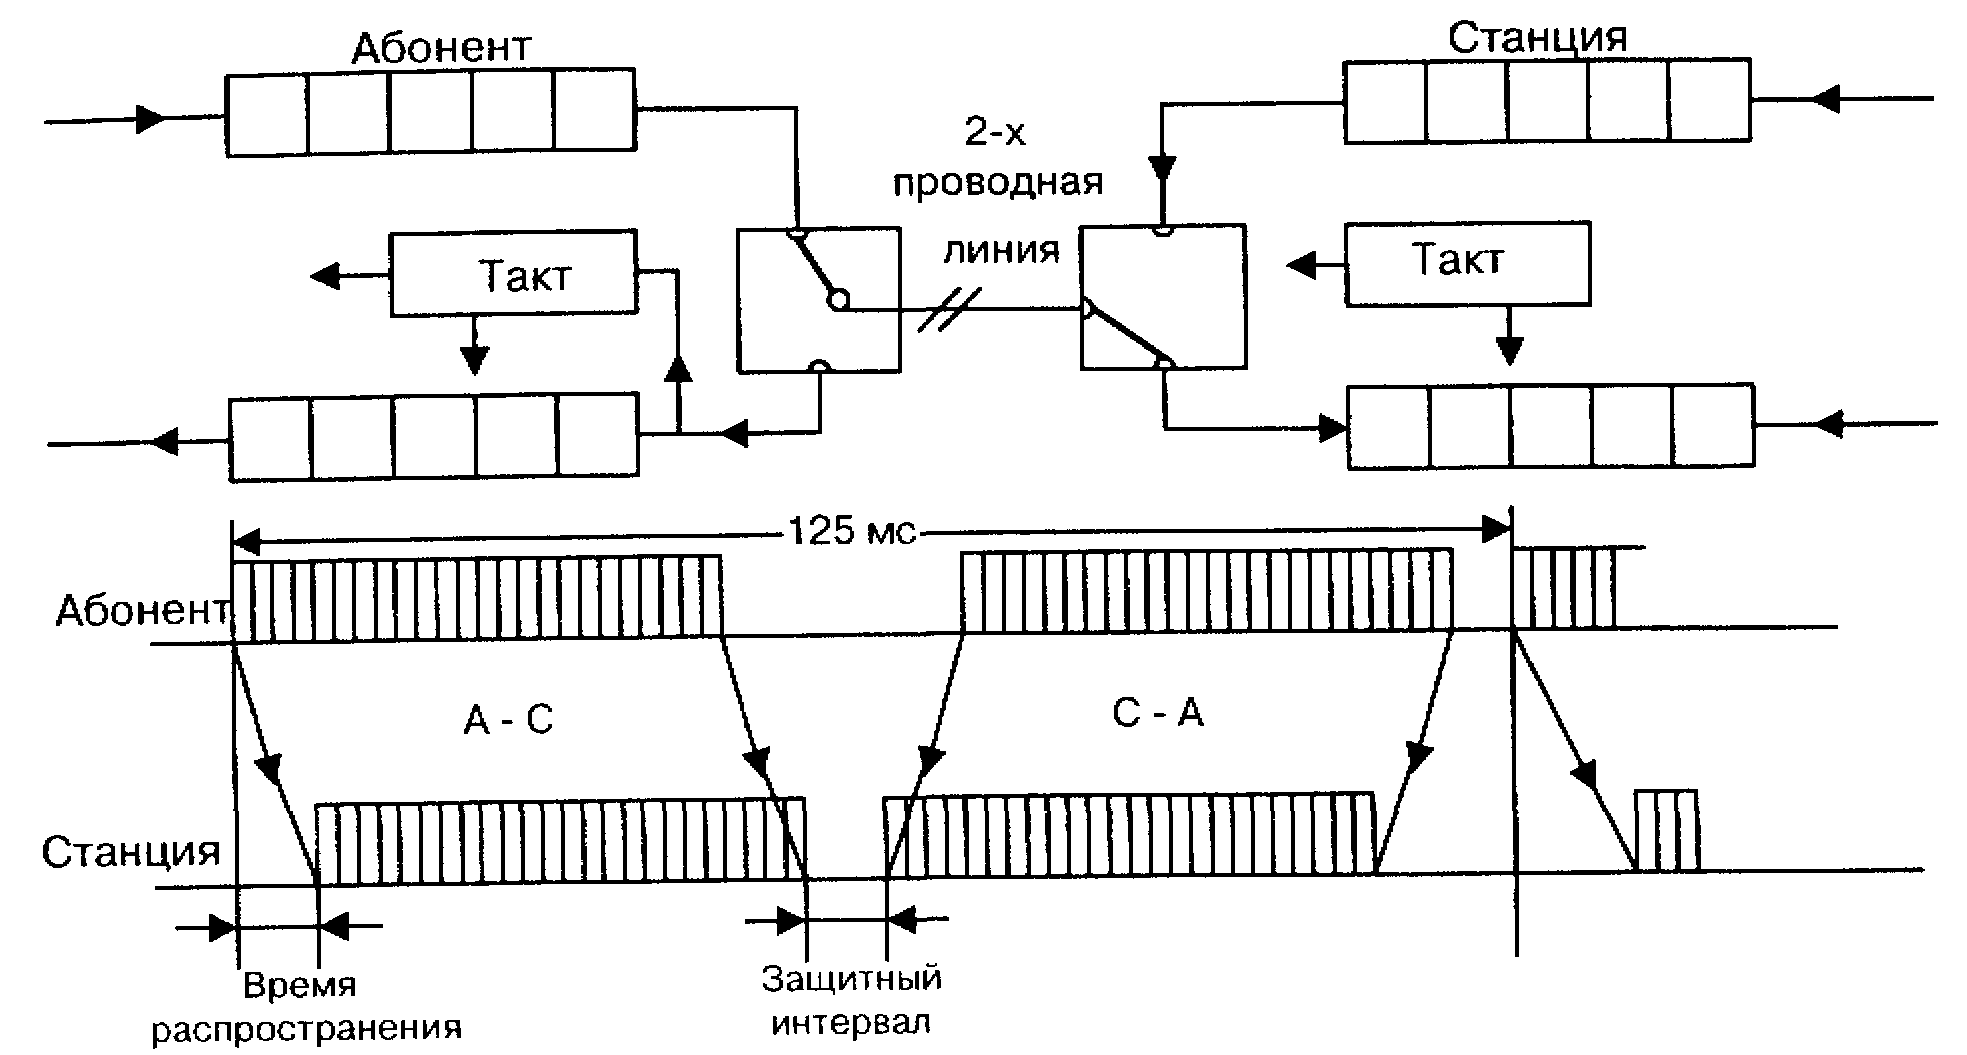 Абонент
Станция
2-х
проводная
линия
Такт
Такт
125 мс
Абонент
А - С
С - А
Станция
Время
распространения
Защитный
интервал